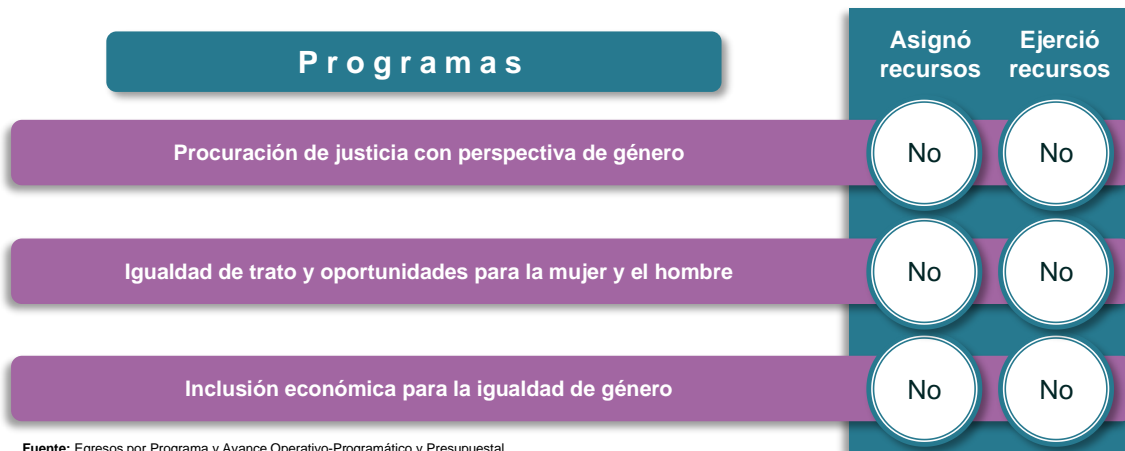 Programas
Asignó
recursos
Ejerció
recursos
Procuración de justicia con perspectiva de género
No
No
Igualdad de trato y oportunidades para la mujer y el hombre
No
No
Inclusión económica para la igualdad de género
No
No
Fuente: Egresos por Programa y Avance Operativo-Programático y Presupuestal